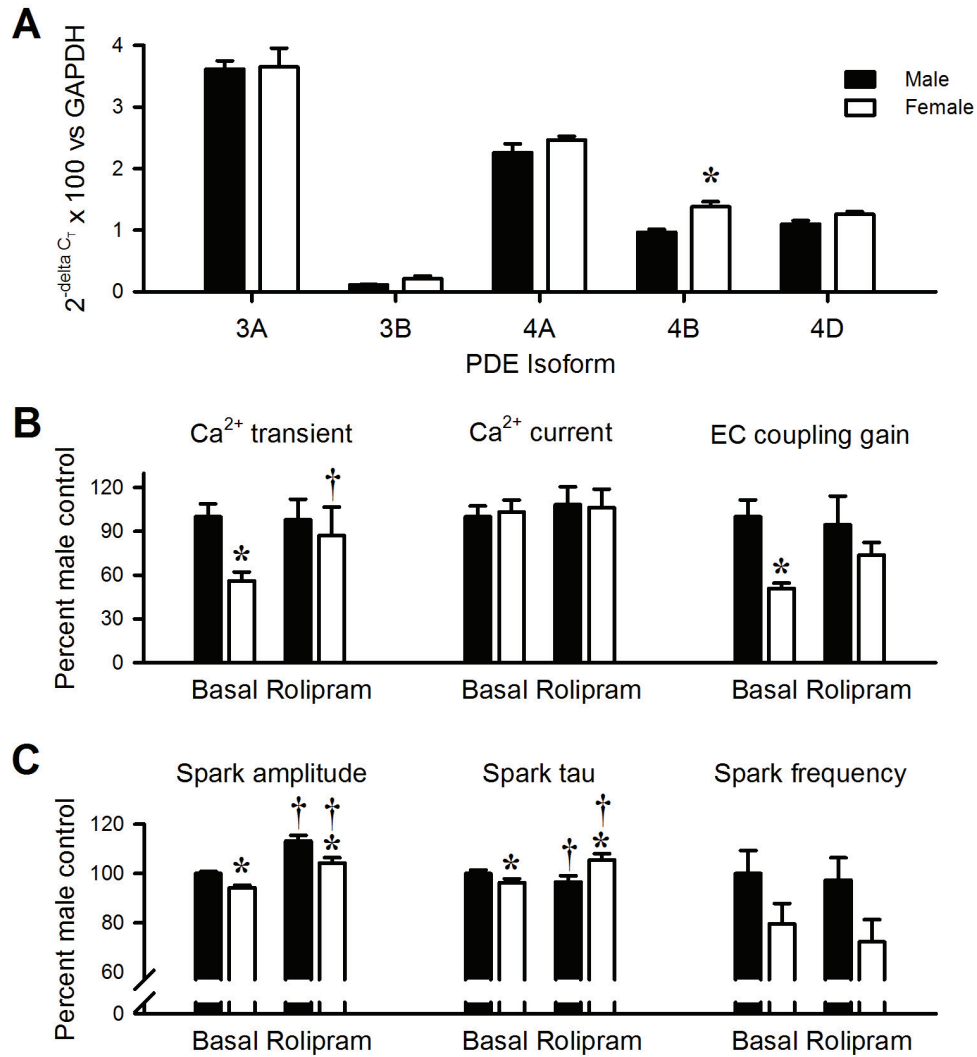 A
2^-delta C_T x 100 vs GAPDH
4
3
2
1
0
Male
Female
*
3A 3B 4A 4B 4D
PDE Isoform
B
Ca²⁺ transient Ca²⁺ current EC coupling gain
Percent male control
120
90
60
30
0
* † *
Basal Rolipram Basal Rolipram Basal Rolipram
C
Spark amplitude Spark tau Spark frequency
Percent male control
120
100
80
60
0
* † † * * † † *
Basal Rolipram Basal Rolipram Basal Rolipram